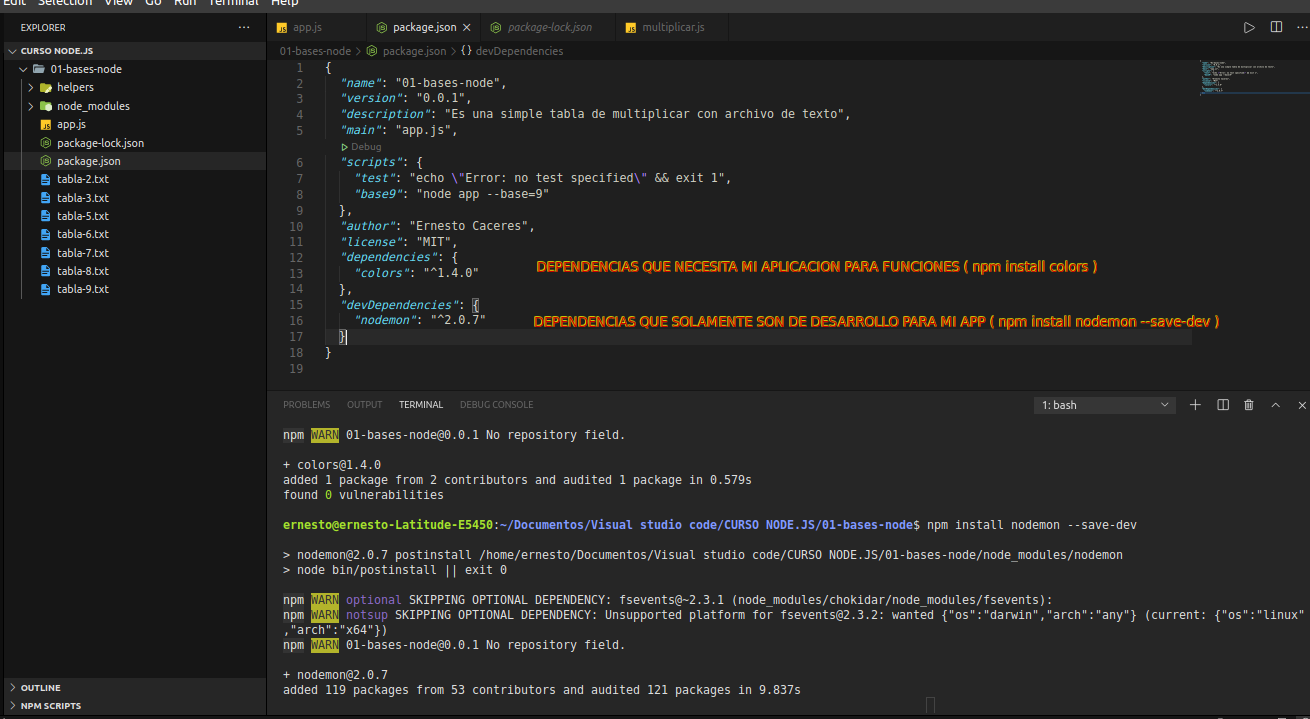 Edit Selection View Go Run Terminal Help
EXPLORER ···
app.js package.json package-lock.json multiplicar.js
CURSO NODE.JS
01-bases-node > package.json > {} devDependencies
01-bases-node
helpers
node_modules
app.js
package-lock.json
package.json
tabla-2.txt
tabla-3.txt
tabla-5.txt
tabla-6.txt
tabla-7.txt
tabla-8.txt
tabla-9.txt
OUTLINE
NPM SCRIPTS
1 {
2 "name": "01-bases-node",
3 "version": "0.0.1",
4 "description": "Es una simple tabla de multiplicar con archivo de texto",
5 "main": "app.js",
Debug
6 "scripts": {
7 "test": "echo \"Error: no test specified\" && exit 1",
8 "base9": "node app --base=9"
9 },
10 "author": "Ernesto Caceres",
11 "license": "MIT",
12 "dependencies": {
13 "colors": "^1.4.0" DEPENDENCIAS QUE NECESITA MI APLICACION PARA FUNCIONES ( npm install colors )
14 },
15 "devDependencies": {
16 "nodemon": "^2.0.7" DEPENDENCIAS QUE SOLAMENTE SON DE DESARROLLO PARA MI APP ( npm install nodemon --save-dev )
17 }
18 }
19
PROBLEMS OUTPUT TERMINAL DEBUG CONSOLE 1: bash
npm WARN 01-bases-node@0.0.1 No repository field.
+ colors@1.4.0
added 1 package from 2 contributors and audited 1 package in 0.579s
found 0 vulnerabilities
ernesto@ernesto-Latitude-E5450:~/Documentos/Visual studio code/CURSO NODE.JS/01-bases-node$ npm install nodemon --save-dev
> nodemon@2.0.7 postinstall /home/ernesto/Documentos/Visual studio code/CURSO NODE.JS/01-bases-node/node_modules/nodemon
> node bin/postinstall || exit 0
npm WARN optional SKIPPING OPTIONAL DEPENDENCY: fsevents@~2.3.1 (node_modules/chokidar/node_modules/fsevents):
npm WARN notsup SKIPPING OPTIONAL DEPENDENCY: Unsupported platform for fsevents@2.3.2: wanted {"os":"darwin","arch":"any"} (current: {"os":"linux"
,"arch":"x64"})
npm WARN 01-bases-node@0.0.1 No repository field.
+ nodemon@2.0.7
added 119 packages from 53 contributors and audited 121 packages in 9.837s